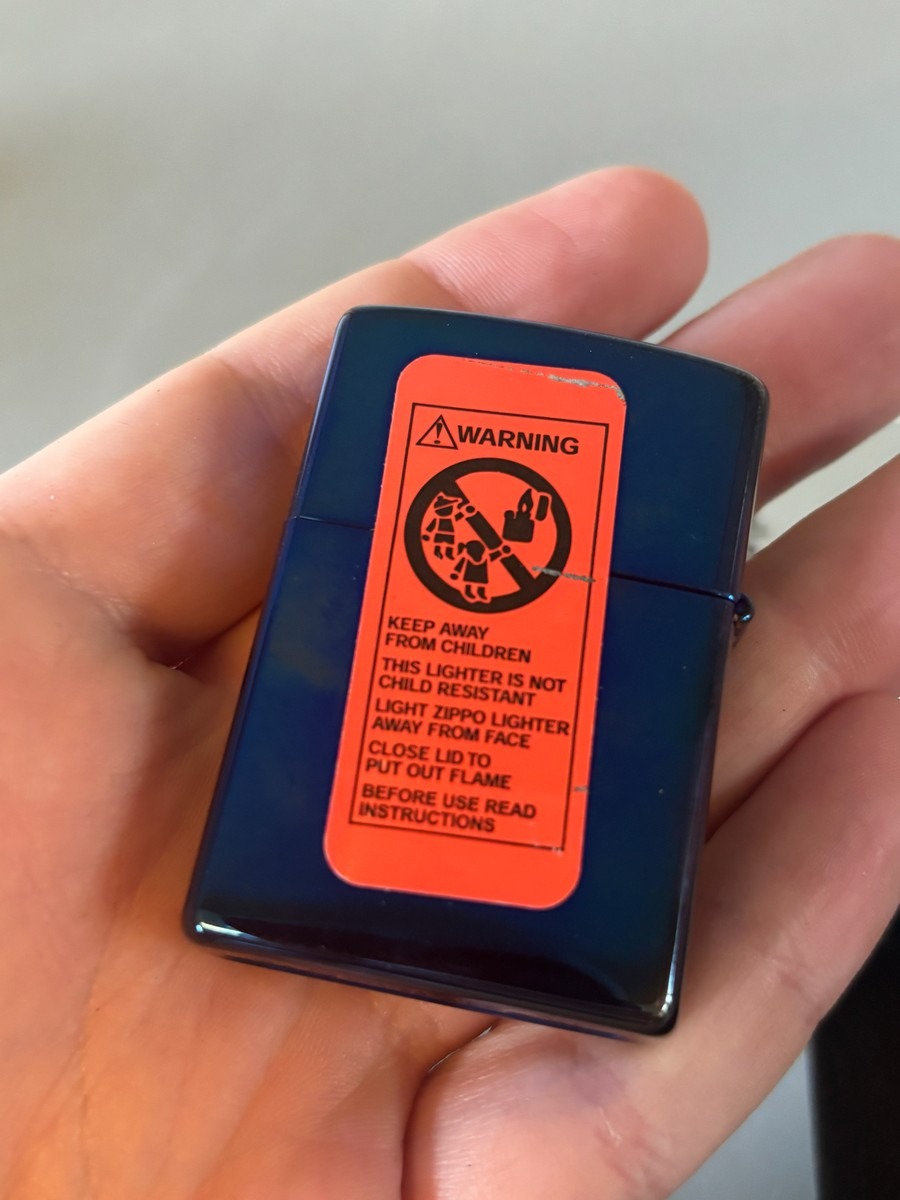 WARNING
KEEP AWAY
FROM CHILDREN
THIS LIGHTER IS NOT
CHILD RESISTANT
LIGHT ZIPPO LIGHTER
AWAY FROM FACE
CLOSE LID TO
PUT OUT FLAME
BEFORE USE READ
INSTRUCTIONS